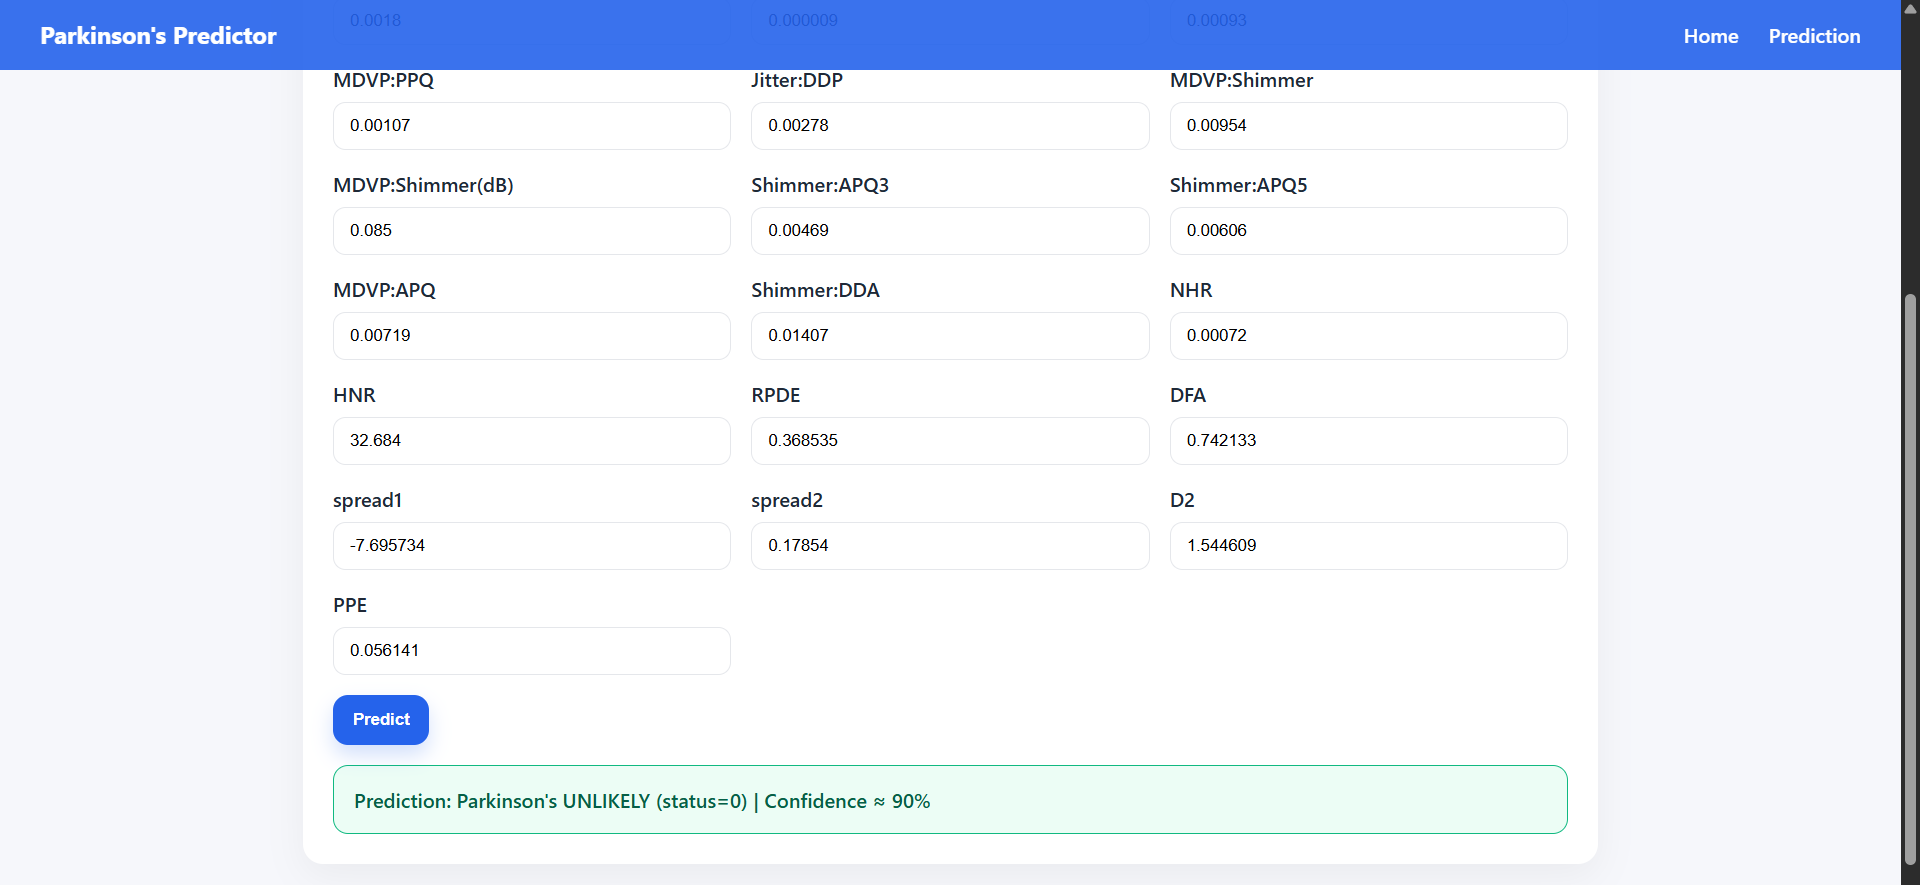 0.0018 0.000009 0.00093
Parkinson's Predictor Home Prediction
MDVP:PPQ Jitter:DDP MDVP:Shimmer
0.00107 0.00278 0.00954
MDVP:Shimmer(dB) Shimmer:APQ3 Shimmer:APQ5
0.085 0.00469 0.00606
MDVP:APQ Shimmer:DDA NHR
0.00719 0.01407 0.00072
HNR RPDE DFA
32.684 0.368535 0.742133
spread1 spread2 D2
-7.695734 0.17854 1.544609
PPE
0.056141
Predict
Prediction: Parkinson's UNLIKELY (status=0) | Confidence ≈ 90%